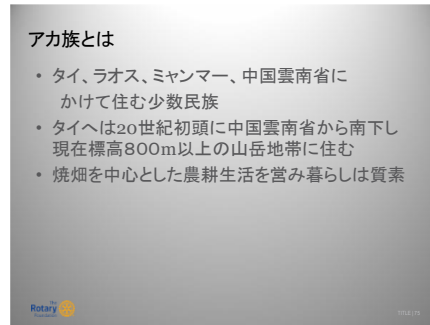 アカ族とは
• タイ、ラオス、ミャンマー、中国雲南省に
かけて住む少数民族
• タイへは20世紀初頭に中国雲南省から南下し
現在標高800m以上の山岳地帯に住む
• 焼畑を中心とした農耕生活を営み暮らしは質素
The
Rotary
Foundation